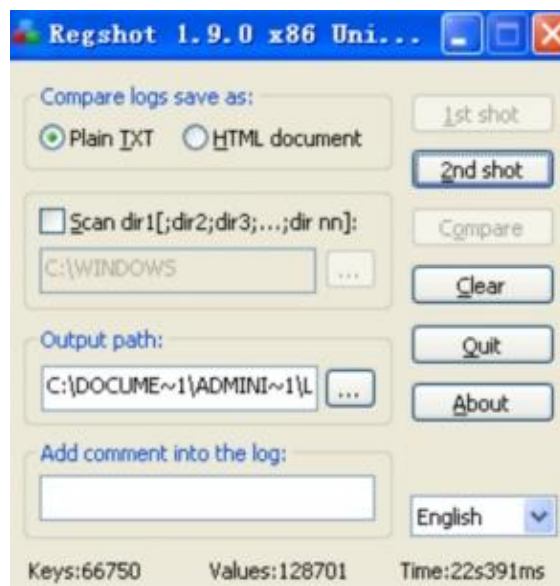 Regshot 1.9.0 x86 Uni...
Compare logs save as:
Plain TXT HTML document
1st shot
2nd shot
Scan dir1[;dir2;dir3;...;dir nn]:
Compare
C:\WINDOWS ...
Clear
Output path:
Quit
C:\DOCUME~1\ADMINI~1\L ...
About
Add comment into the log:
English
Keys:66750 Values:128701 Time:22s391ms